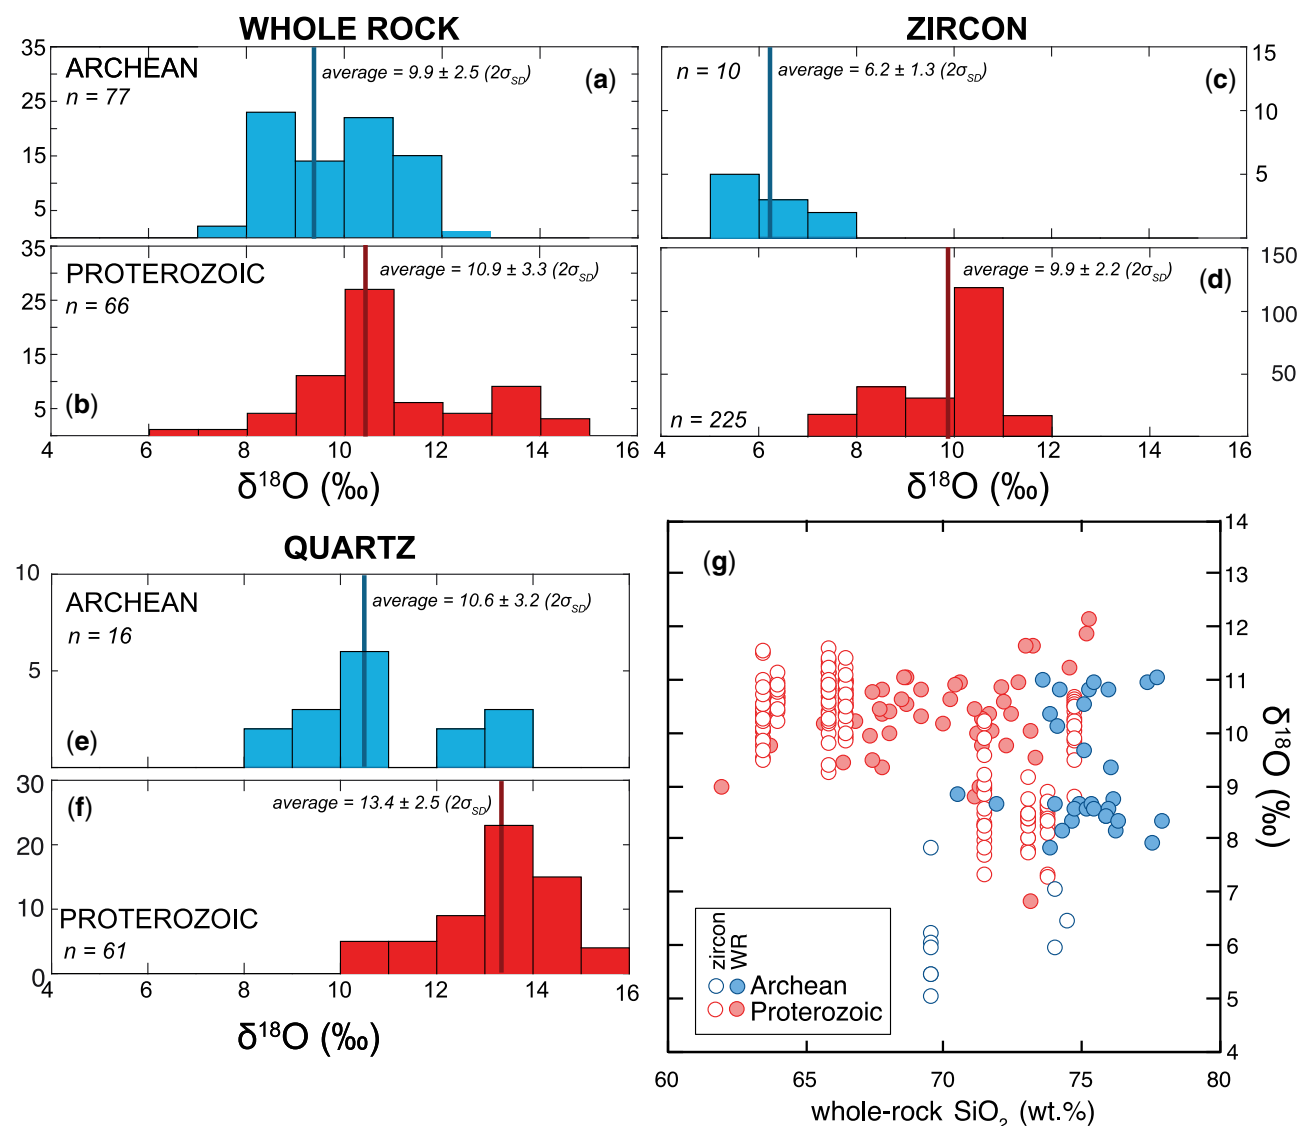 WHOLE ROCK
35
25
15
5
ARCHEAN
n = 77
average = 9.9 ± 2.5 (2σSD)
(a)
35
25
15
5
PROTEROZOIC
n = 66
average = 10.9 ± 3.3 (2σSD)
(b)
4 6 8 10 12 14 16
δ¹⁸O (‰)
ZIRCON
n = 10
average = 6.2 ± 1.3 (2σSD)
(c)
15
10
5
average = 9.9 ± 2.2 (2σSD)
(d)
n = 225
150
100
50
4 6 8 10 12 14 16
δ¹⁸O (‰)
QUARTZ
10
5
ARCHEAN
n = 16
average = 10.6 ± 3.2 (2σSD)
(e)
30
20
10
0
(f)
average = 13.4 ± 2.5 (2σSD)
PROTEROZOIC
n = 61
4 6 8 10 12 14 16
δ¹⁸O (‰)
(g)
14
13
12
11
10
9
8
7
6
5
4
δ¹⁸O (‰)
zircon
WR
Archean
Proterozoic
60 65 70 75 80
whole-rock SiO₂ (wt.%)